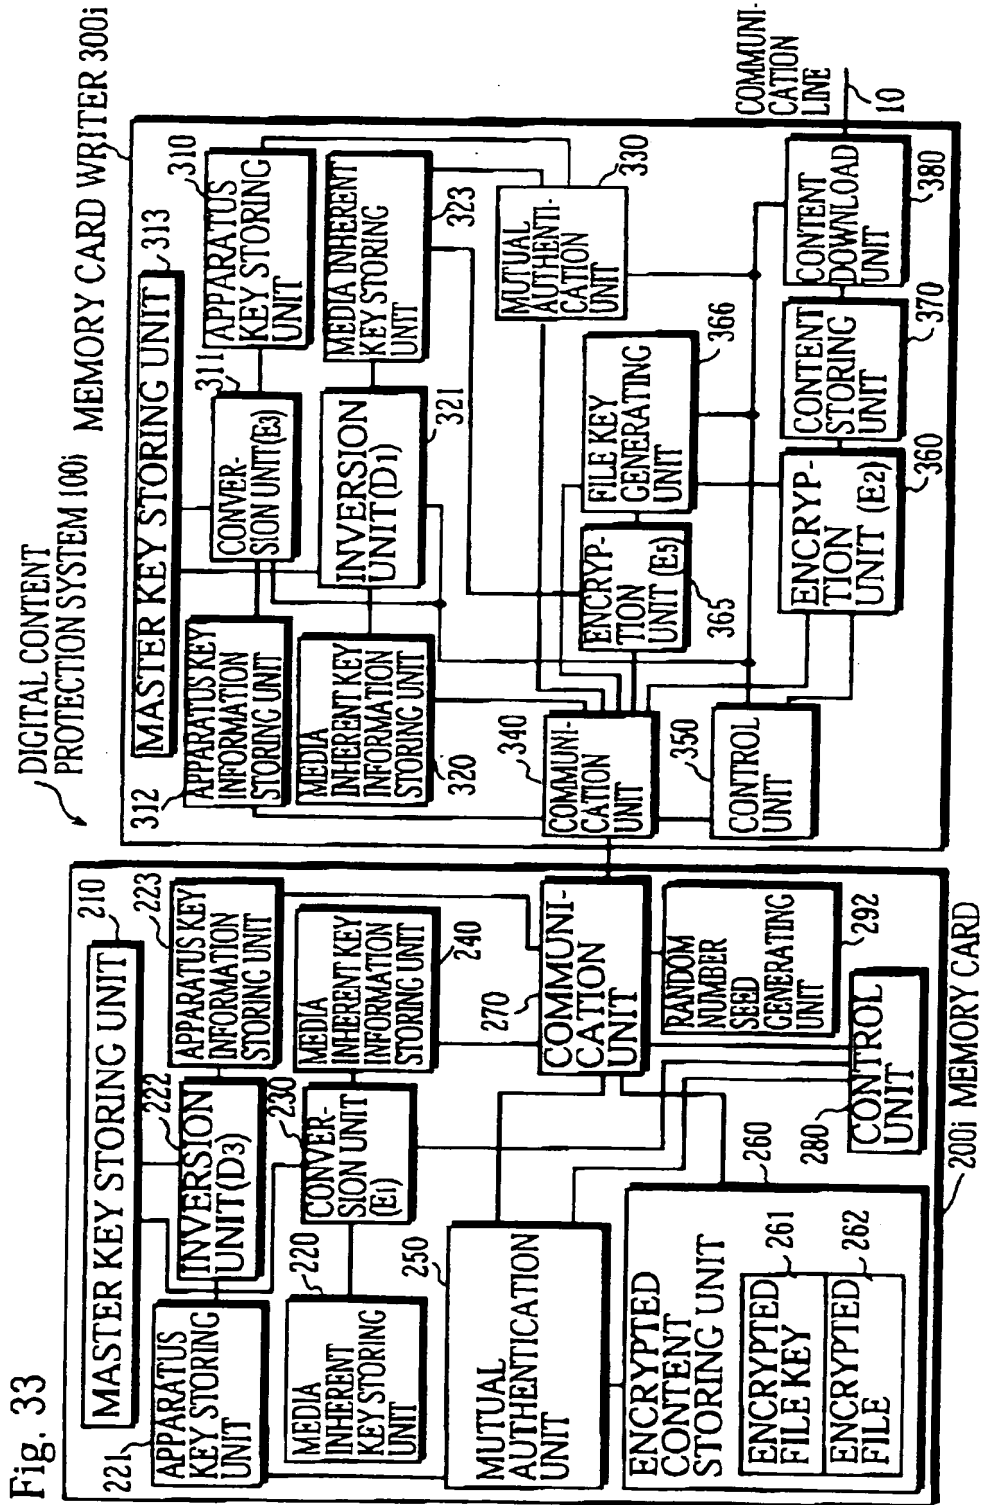 Fig. 33
DIGITAL CONTENT
PROTECTION SYSTEM 100i
MEMORY CARD WRITER 300i
MASTER KEY STORING UNIT
210
221
APPARATUS
KEY STORING
UNIT
222
INVERSION
UNIT(D3)
223
APPARATUS KEY
INFORMATION
STORING UNIT
220
MEDIA
INHERENT
KEY STORING
UNIT
230
CONVER-
SION UNIT
(E1)
MEDIA
INHERENT KEY
INFORMATION
STORING UNIT
240
250
MUTUAL
AUTHENTICATION
UNIT
270
COMMUNI-
CATION
UNIT
ENCRYPTED
CONTENT
STORING UNIT
260
ENCRYPTED
FILE KEY
261
ENCRYPTED
FILE
262
RANDOM
NUMBER
SEED
GENERATING
UNIT
292
280
CONTROL
UNIT
200i MEMORY CARD
MASTER KEY STORING UNIT
313
312
APPARATUS KEY
INFORMATION
STORING UNIT
311
CONVER-
SION UNIT(E3)
310
APPARATUS
KEY STORING
UNIT
MEDIA
INHERENT KEY
INFORMATION
STORING UNIT
320
INVERSION
UNIT(D1)
321
MEDIA INHERENT
KEY STORING
UNIT
323
340
COMMUNI-
CATION
UNIT
ENCRYP-
TION
UNIT (E5)
365
FILE KEY
GENERATING
UNIT
366
MUTUAL
AUTHENTI-
CATION
UNIT
330
350
CONTROL
UNIT
ENCRYP-
TION
UNIT (E2)
360
CONTENT
STORING
UNIT
370
CONTENT
DOWNLOAD
UNIT
380
COMMUNI-
CATION
LINE
10